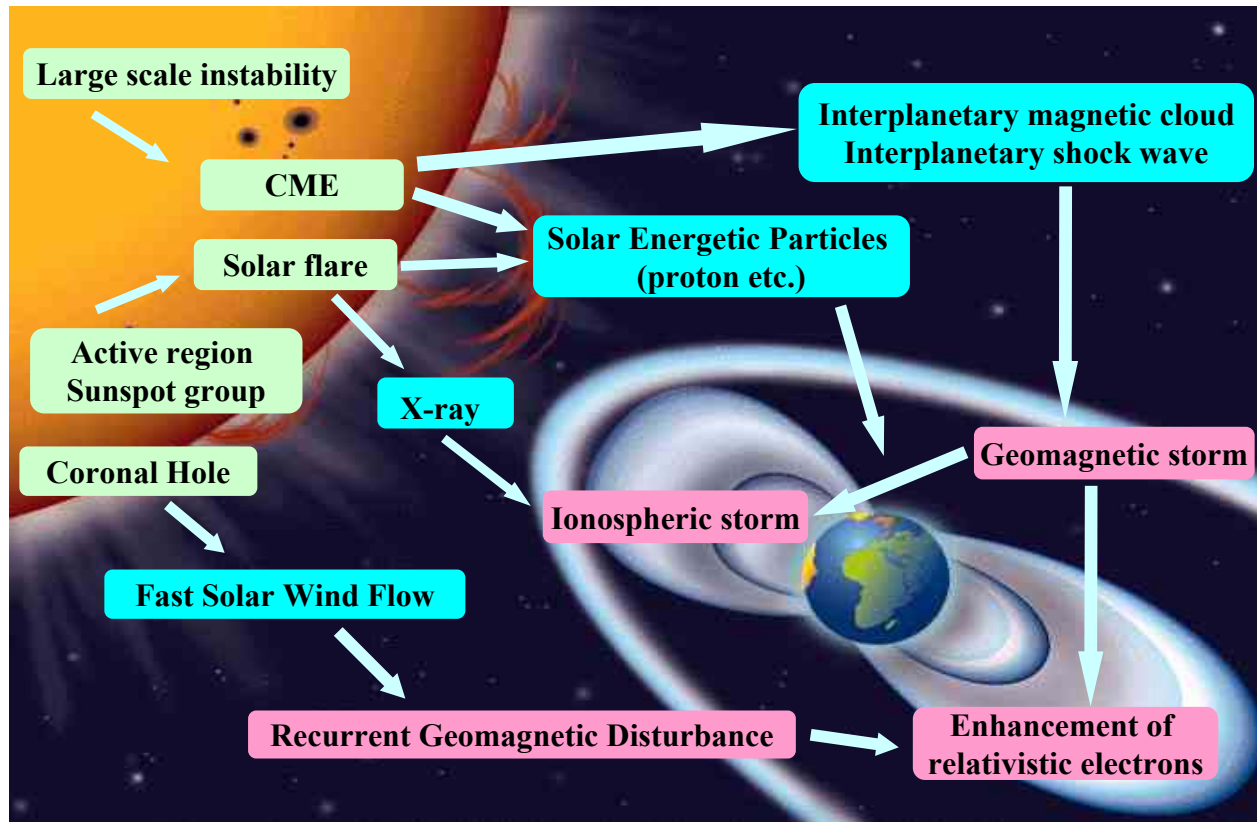 Large scale instability
Interplanetary magnetic cloud
Interplanetary shock wave
CME
Solar Energetic Particles
(proton etc.)
Solar flare
Active region
Sunspot group
X-ray
Coronal Hole
Geomagnetic storm
Ionospheric storm
Fast Solar Wind Flow
Recurrent Geomagnetic Disturbance
Enhancement of
relativistic electrons